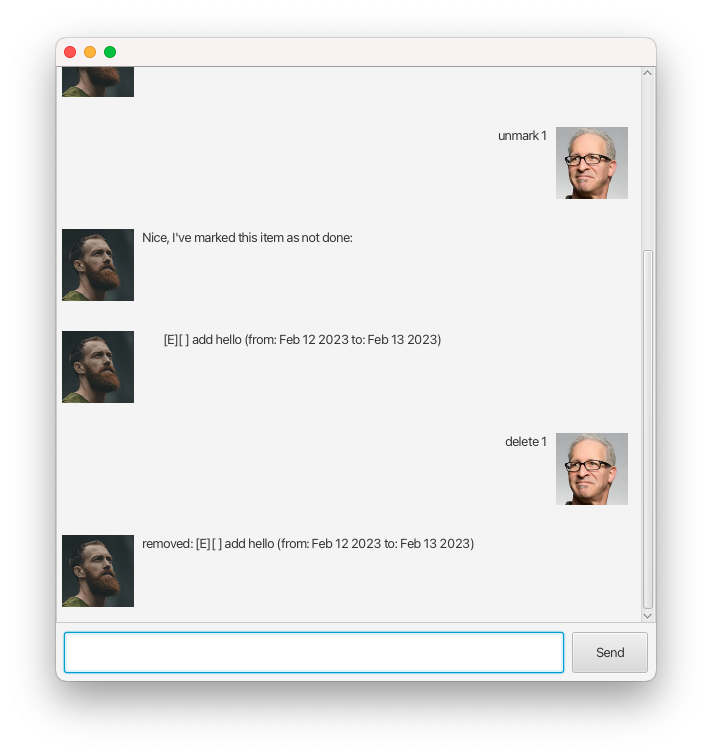 unmark 1
Nice, I've marked this item as not done:
[E][ ] add hello (from: Feb 12 2023 to: Feb 13 2023)
delete 1
removed: [E][ ] add hello (from: Feb 12 2023 to: Feb 13 2023)
Send